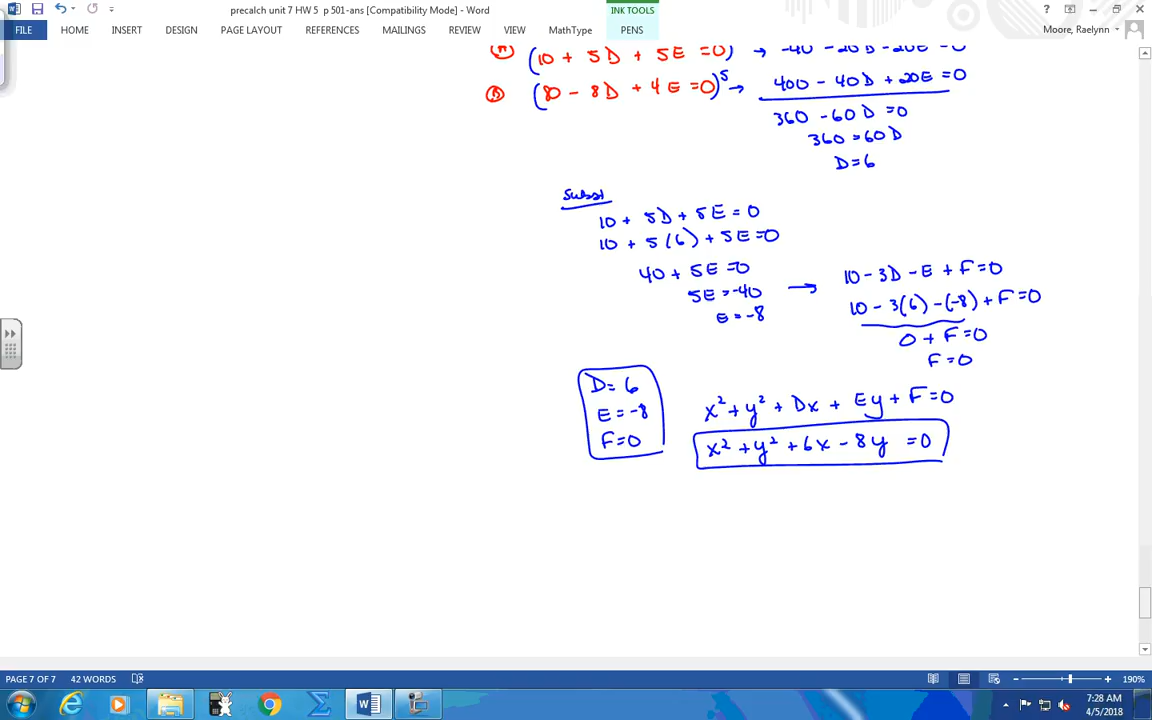 precalch unit 7 HW 5 p 501-ans [Compatibility Mode] - Word
INK TOOLS
FILE HOME INSERT DESIGN PAGE LAYOUT REFERENCES MAILINGS REVIEW VIEW MathType PENS
Moore, Raelynn
Ⓐ (10 + 5D + 5E = 0) → -40 - 20D - 20E = 0
Ⓑ (80 - 8D + 4E = 0)⁵ → 400 - 40D + 20E = 0
360 - 60D = 0
360 = 60D
D = 6
Subst
10 + 5D + 5E = 0
10 + 5(6) + 5E = 0
40 + 5E = 0
5E = -40
E = -8
→
10 - 3D - E + F = 0
10 - 3(6) - (-8) + F = 0
0 + F = 0
F = 0
D = 6
E = -8
F = 0
x² + y² + Dx + Ey + F = 0
x² + y² + 6x - 8y = 0
PAGE 7 OF 7 42 WORDS
190%
7:28 AM
4/5/2018